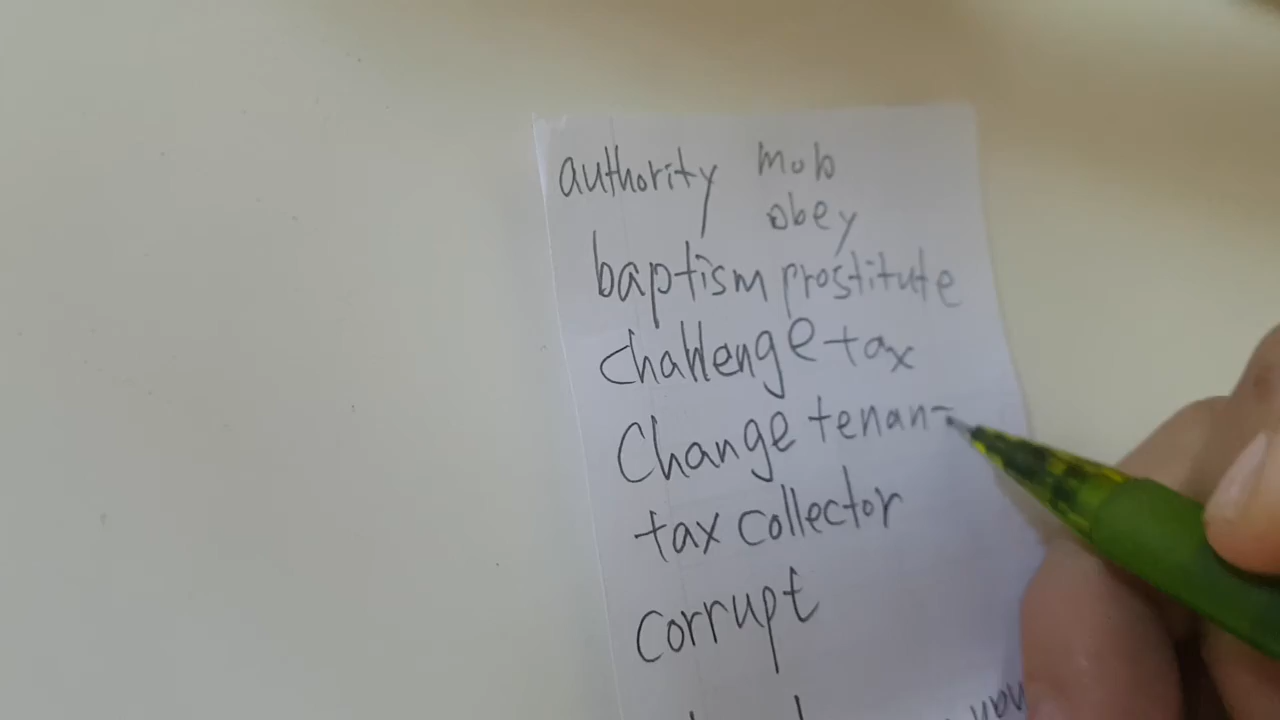 authority mob
obey
baptism prostitute
challenge tax
Change tenan
tax collector
corrupt